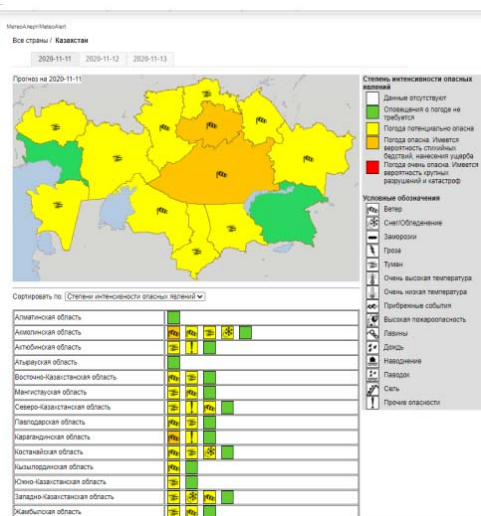 МетеоАлерт/MeteoAlert
Все страны / Казахстан
2020-11-11 2020-11-12 2020-11-13
Прогноз на 2020-11-11
Степень интенсивности опасных
явлений
Данные отсутствуют
Оповещения о погоде не
требуется
Погода потенциально опасна
Погода опасна. Имеется
вероятность стихийных
бедствий, нанесения ущерба
Погода очень опасна. Имеется
вероятность крупных
разрушений и катастроф
Условные обозначения
Ветер
Снег/Обледенение
Заморозки
Гроза
Туман
Очень высокая температура
Очень низкая температура
Прибрежные события
Высокая пожароопасность
Лавины
Дождь
Наводнение
Паводок
Сель
Прочие опасности
Сортировать по: Степени интенсивности опасных явлений
Алматинская область
Акмолинская область
Актюбинская область
Атырауская область
Восточно-Казахстанская область
Мангистауская область
Северо-Казахстанская область
Павлодарская область
Карагандинская область
Костанайская область
Кызылординская область
Южно-Казахстанская область
Западно-Казахстанская область
Жамбылская область